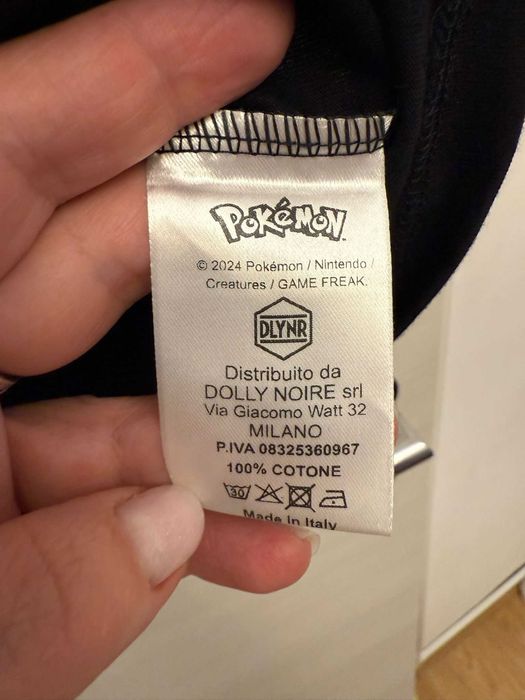 POKéMON
© 2024 Pokémon / Nintendo /
Creatures / GAME FREAK.
DLYNR
Distribuito da
DOLLY NOIRE srl
Via Giacomo Watt 32
MILANO
P.IVA 08325360967
100% COTONE
30
Made in Italy